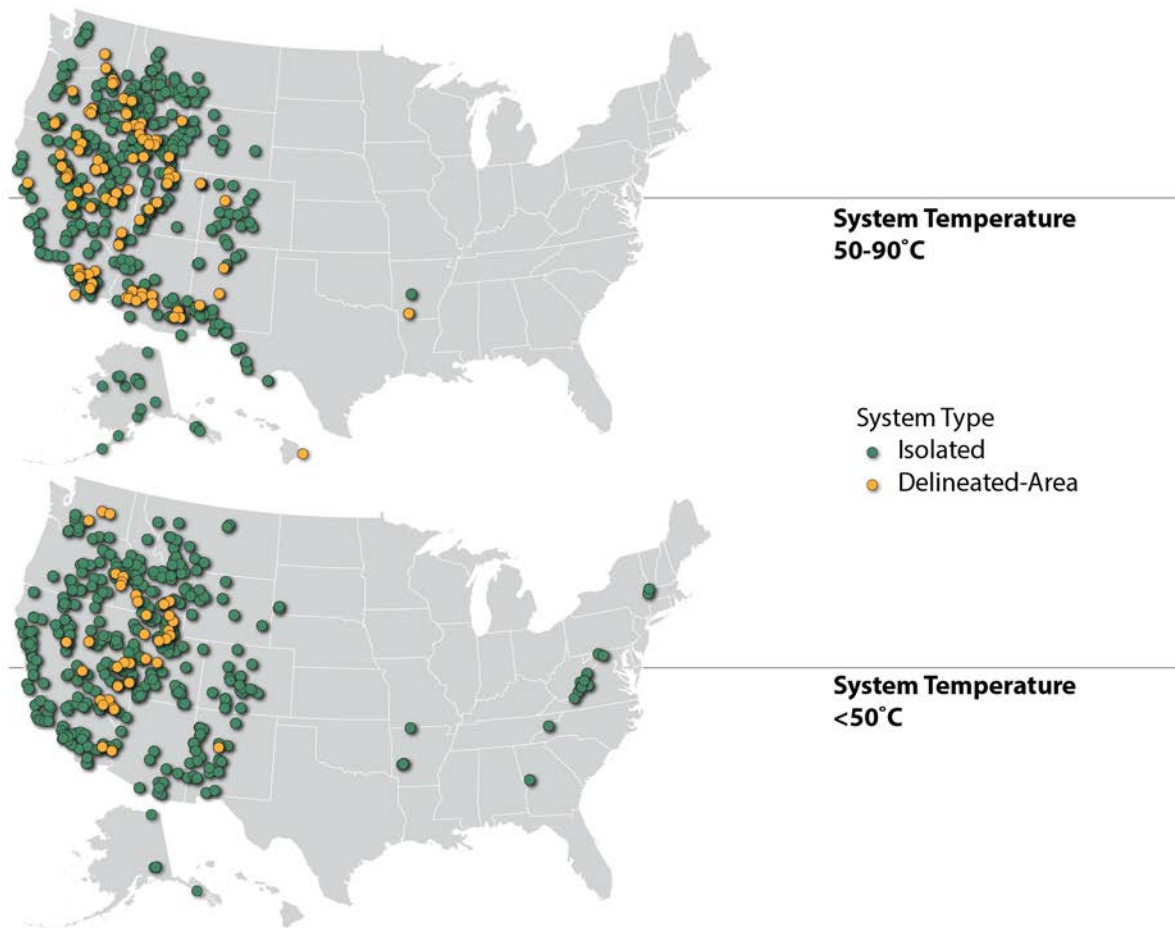 System Temperature
50-90˚C
System Type
Isolated
Delineated-Area
System Temperature
<50˚C